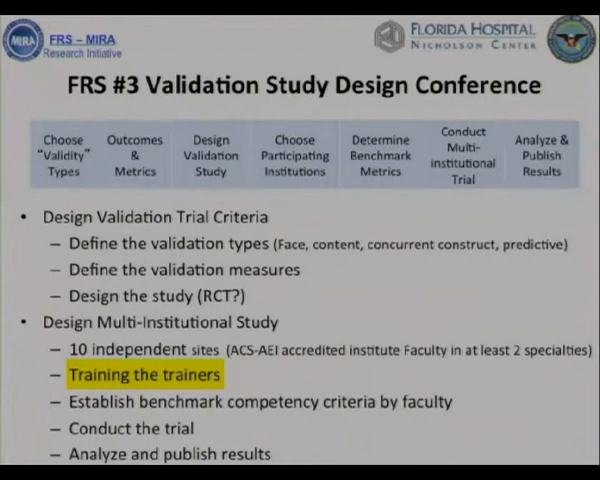 MIRA
FRS – MIRA
Research Initiative
FLORIDA HOSPITAL
NICHOLSON CENTER
FRS #3 Validation Study Design Conference
Choose "Validity" Types
Outcomes & Metrics
Design Validation Study
Choose Participating Institutions
Determine Benchmark Metrics
Conduct Multi-institutional Trial
Analyze & Publish Results
• Design Validation Trial Criteria
– Define the validation types (Face, content, concurrent construct, predictive)
– Define the validation measures
– Design the study (RCT?)
• Design Multi-Institutional Study
– 10 independent sites (ACS-AEI accredited institute Faculty in at least 2 specialties)
– Training the trainers
– Establish benchmark competency criteria by faculty
– Conduct the trial
– Analyze and publish results